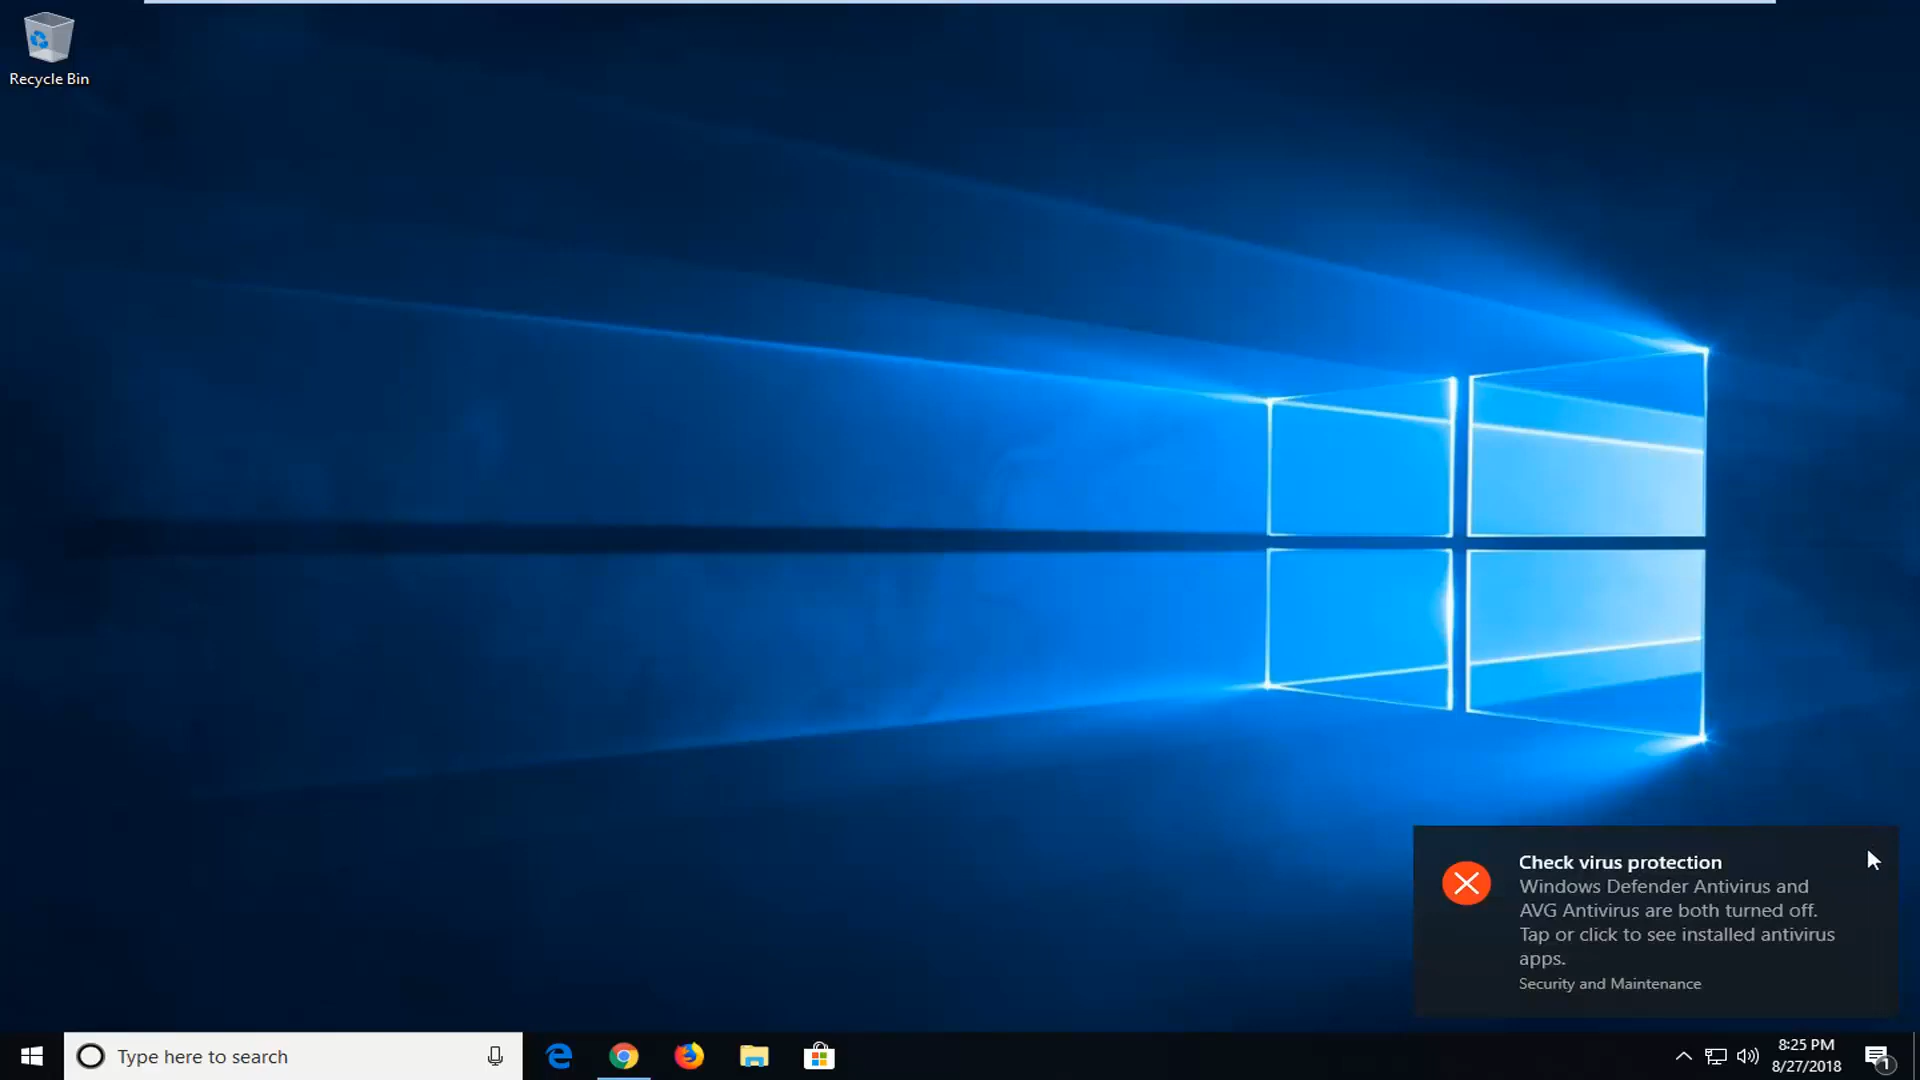 Recycle Bin
Check virus protection
Windows Defender Antivirus and
AVG Antivirus are both turned off.
Tap or click to see installed antivirus
apps.
Security and Maintenance
Type here to search
8:25 PM
8/27/2018
1